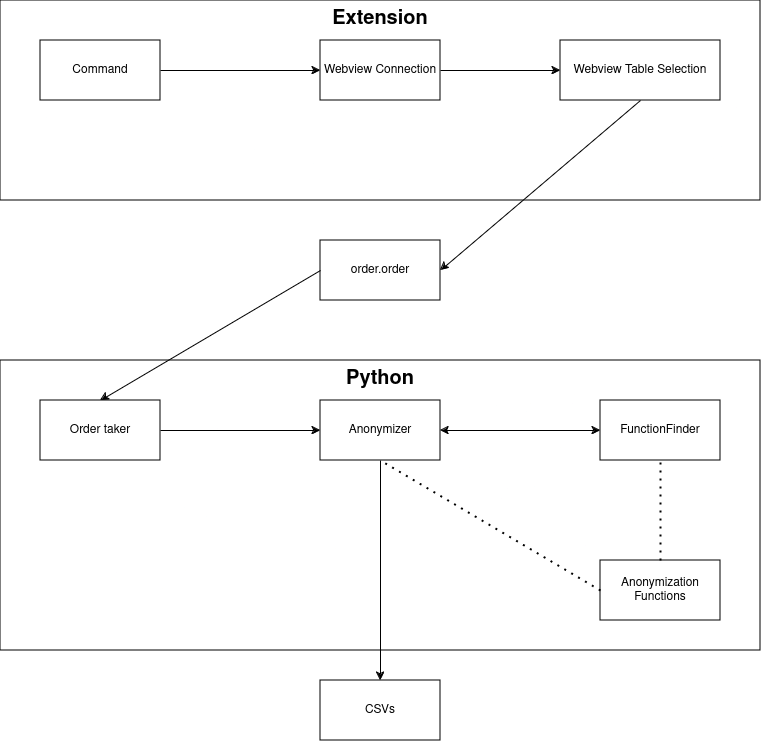 Extension
Command
Webview Connection
Webview Table Selection
order.order
Python
Order taker
Anonymizer
FunctionFinder
Anonymization
Functions
CSVs